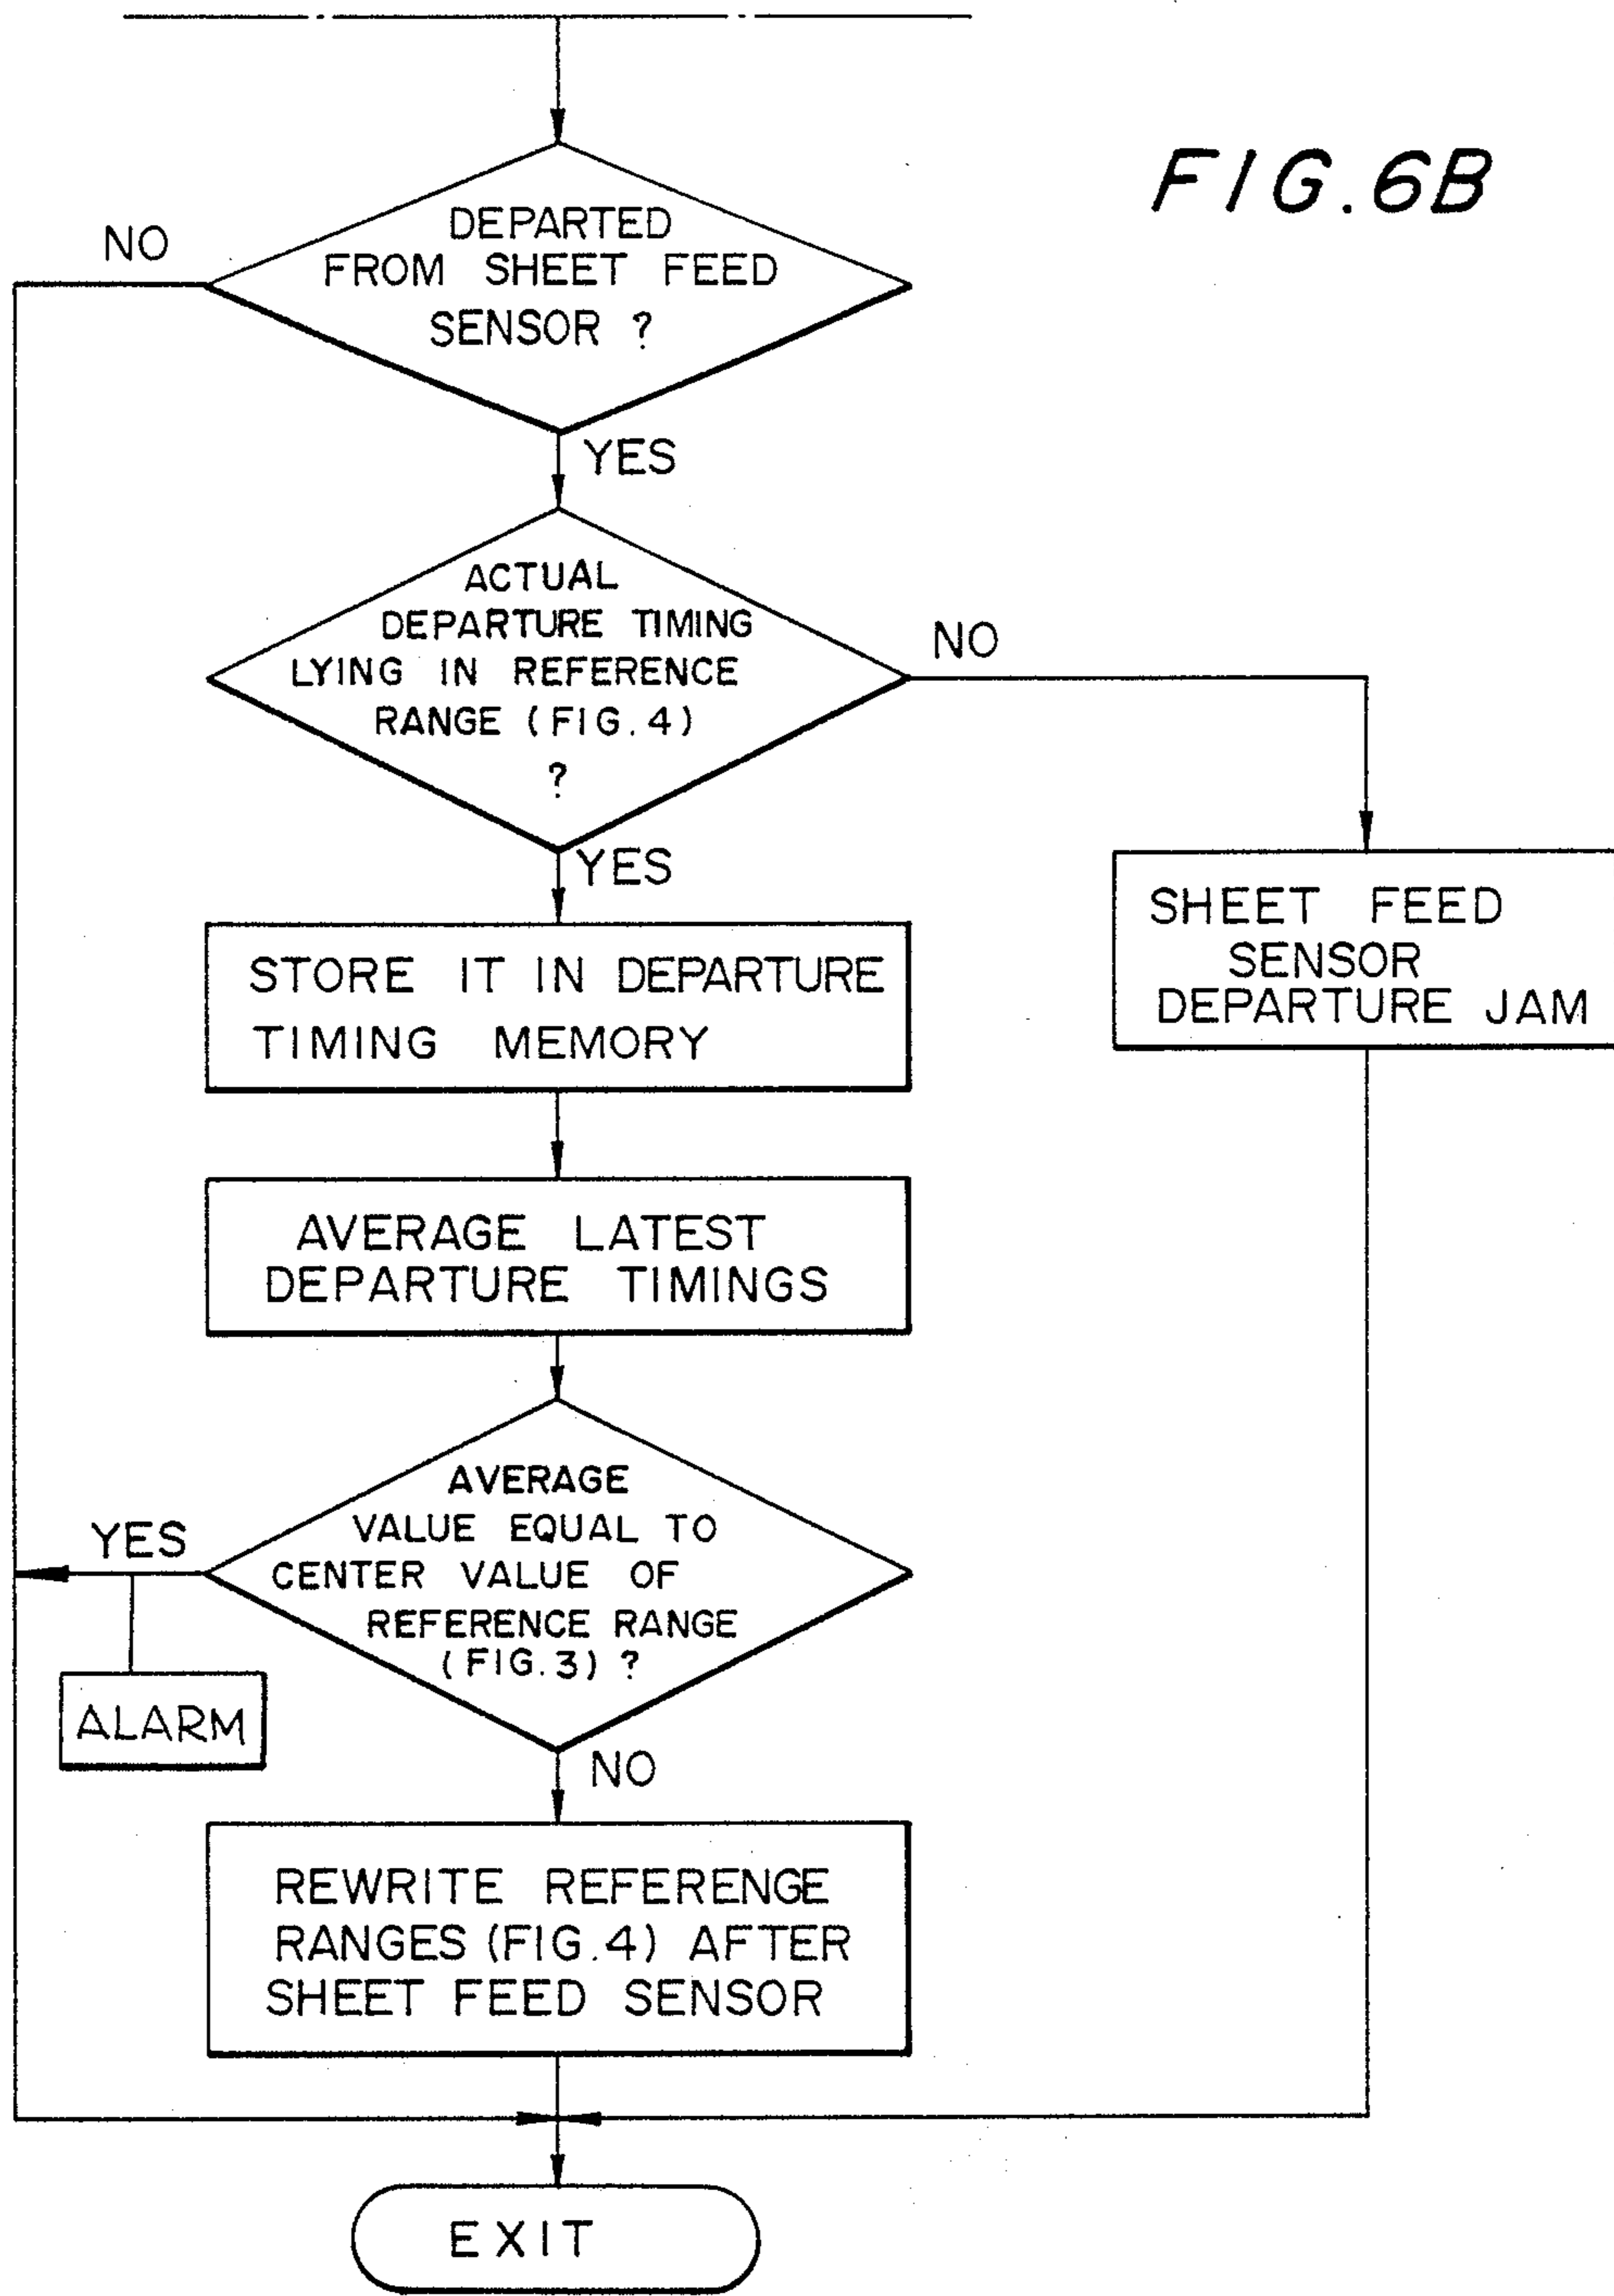 FIG.6B
DEPARTED
FROM SHEET FEED
SENSOR ?
NO
YES
ACTUAL
DEPARTURE TIMING
LYING IN REFERENCE
RANGE (FIG.4)
?
NO
YES
SHEET FEED
SENSOR
DEPARTURE JAM
STORE IT IN DEPARTURE
TIMING MEMORY
AVERAGE LATEST
DEPARTURE TIMINGS
AVERAGE
VALUE EQUAL TO
CENTER VALUE OF
REFERENCE RANGE
(FIG.3) ?
YES
ALARM
NO
REWRITE REFERENGE
RANGES (FIG.4) AFTER
SHEET FEED SENSOR
EXIT